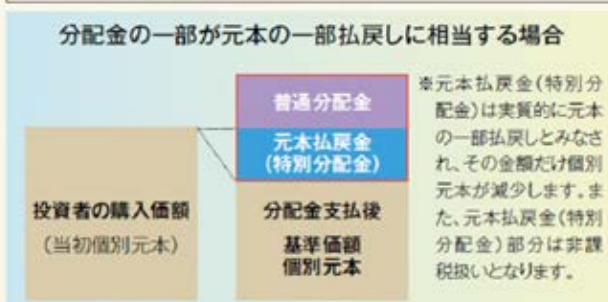 分配金の一部が元本の一部払戻しに相当する場合
普通分配金
元本払戻金
(特別分配金)
投資者の購入価額
(当初個別元本)
分配金支払後
基準価額
個別元本
※元本払戻金(特別分
配金)は実質的に元本
の一部払戻しとみなさ
れ、その金額だけ個別
元本が減少します。ま
た、元本払戻金(特別
分配金)部分は非課
税扱いとなります。